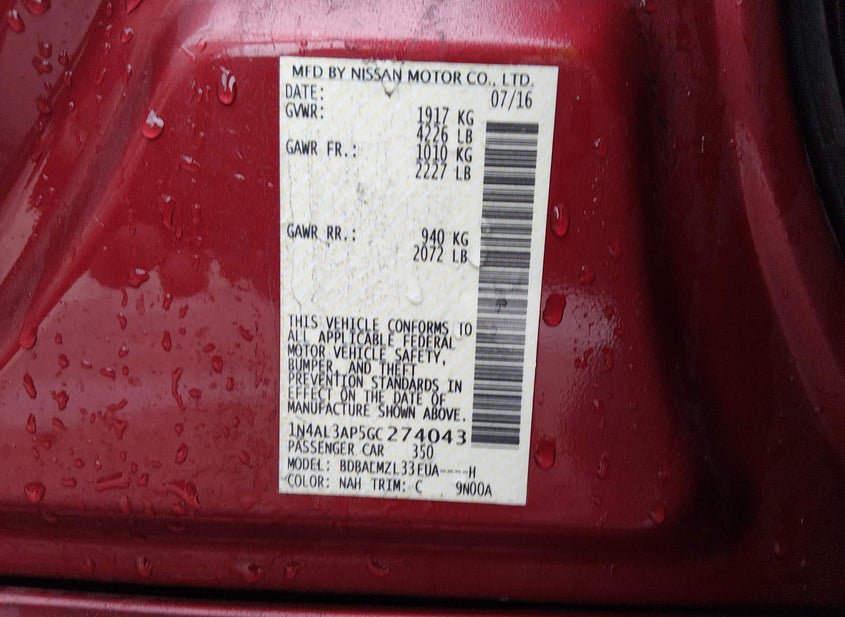 MFD BY NISSAN MOTOR CO., LTD.
DATE: 07/16
GVWR: 1917 KG
4226 LB
GAWR FR.: 1010 KG
2227 LB
GAWR RR.: 940 KG
2072 LB
THIS VEHICLE CONFORMS TO
ALL APPLICABLE FEDERAL
MOTOR VEHICLE SAFETY,
BUMPER, AND THEFT
PREVENTION STANDARDS IN
EFFECT ON THE DATE OF
MANUFACTURE SHOWN ABOVE.
1N4AL3AP5GC274043
PASSENGER CAR 350
MODEL: BDBALMZL33EUA----H
COLOR: NAH TRIM: C 9N00A